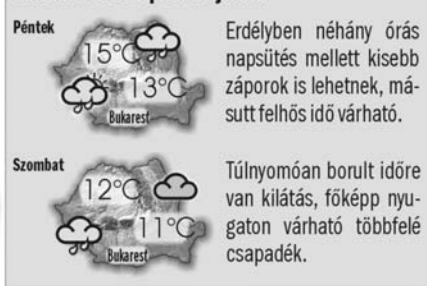 Péntek
15°C
13°C
Bukarest
Erdélyben néhány órás
napsütés mellett kisebb
záporok is lehetnek, má-
sutt felhős idő várható.
Szombat
12°C
11°C
Bukarest
Túlnyomóan borult időre
van kilátás, főképp nyu-
gaton várható többfelé
csapadék.